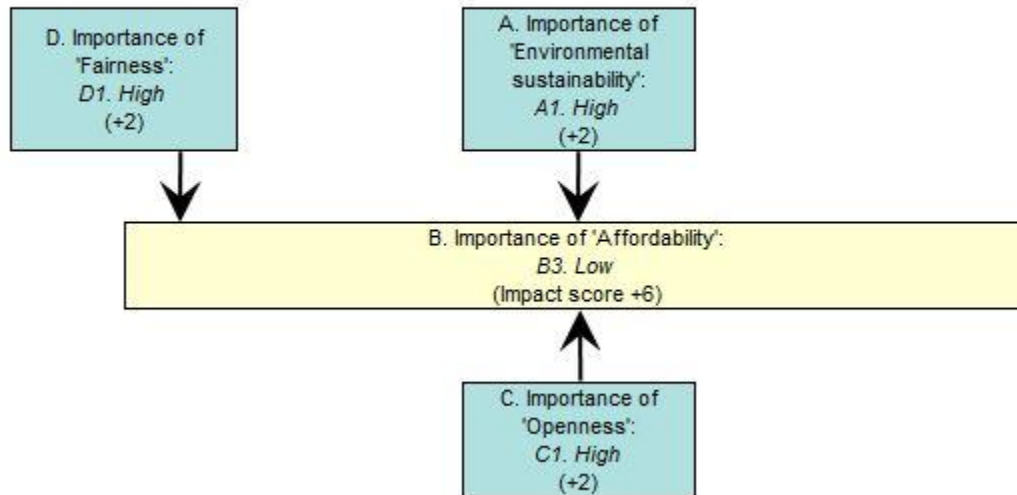 D. Importance of
'Fairness':
D1. High
(+2)
A. Importance of
'Environmental
sustainability':
A1. High
(+2)
B. Importance of 'Affordability':
B3. Low
(Impact score +6)
C. Importance of
'Openness':
C1. High
(+2)